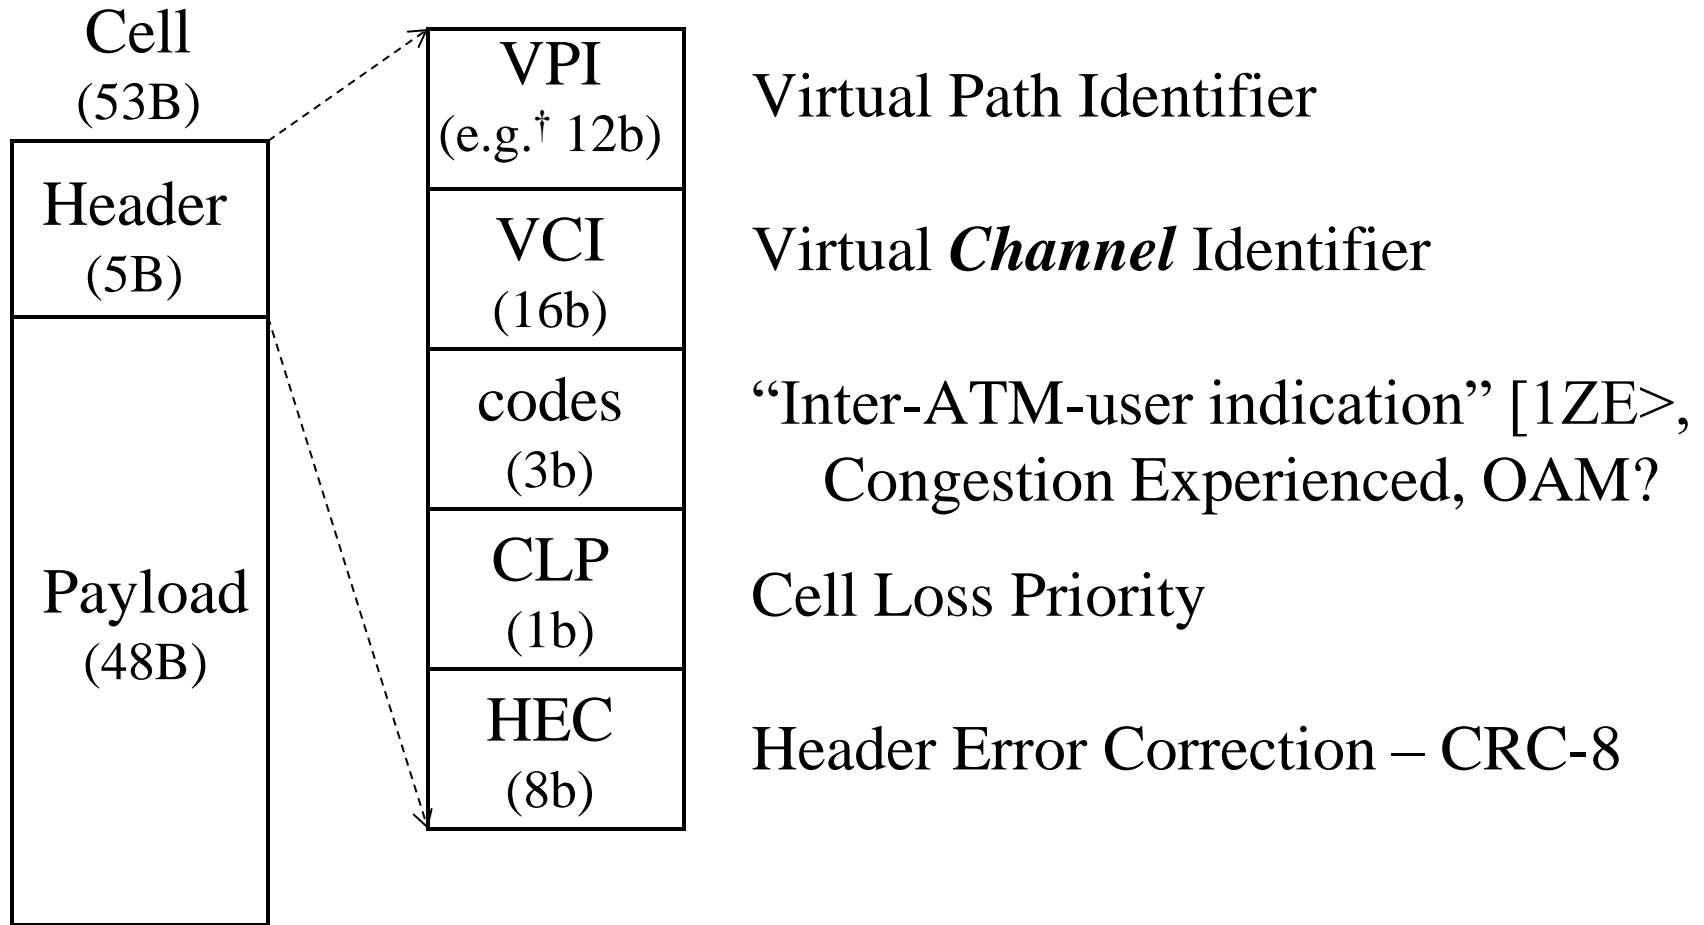 Cell
(53B)
Header
(5B)
Payload
(48B)
VPI
(e.g.† 12b)
Virtual Path Identifier
VCI
(16b)
Virtual Channel Identifier
codes
(3b)
“Inter-ATM-user indication” [1ZE>,
Congestion Experienced, OAM?
CLP
(1b)
Cell Loss Priority
HEC
(8b)
Header Error Correction – CRC-8